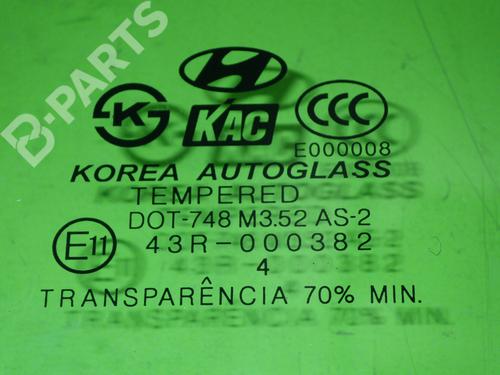 B-PARTS
K S
KAC
CCC
E000008
KOREA AUTOGLASS
TEMPERED
DOT-748 M3.52 AS-2
E11 43R-000382
4
TRANSPARÊNCIA 70% MIN.